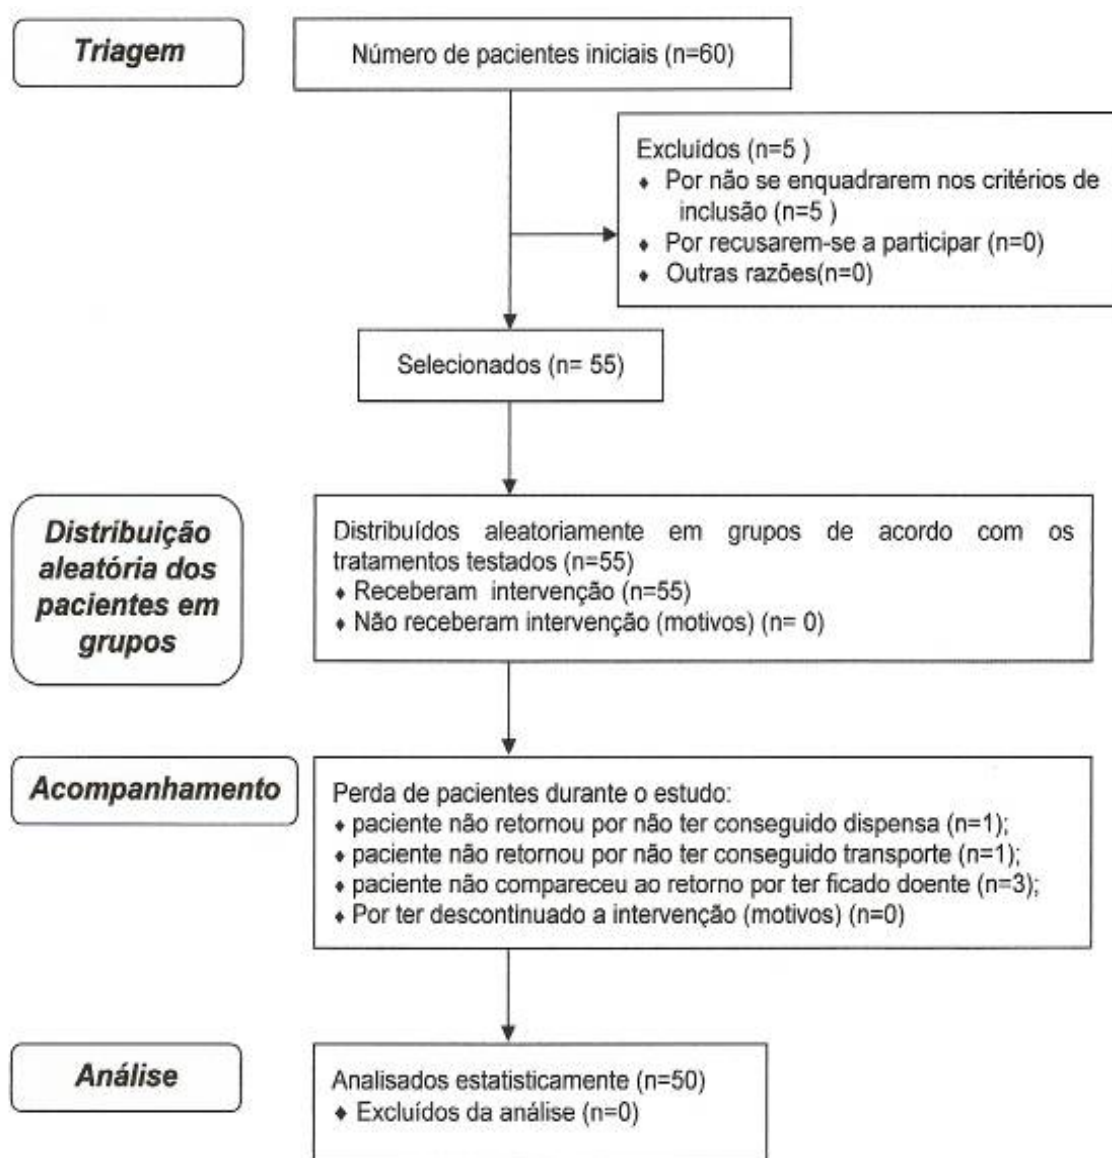 Triagem
Número de pacientes iniciais (n=60)
Excluídos (n=5 )
♦ Por não se enquadrarem nos critérios de
inclusão (n=5 )
♦ Por recusarem-se a participar (n=0)
♦ Outras razões(n=0)
Selecionados (n= 55)
Distribuição
aleatória dos
pacientes em
grupos
Distribuídos aleatoriamente em grupos de acordo com os
tratamentos testados (n=55)
♦ Receberam intervenção (n=55)
♦ Não receberam intervenção (motivos) (n= 0)
Acompanhamento
Perda de pacientes durante o estudo:
♦ paciente não retornou por não ter conseguido dispensa (n=1);
♦ paciente não retornou por não ter conseguido transporte (n=1);
♦ paciente não compareceu ao retorno por ter ficado doente (n=3);
♦ Por ter descontinuado a intervenção (motivos) (n=0)
Análise
Analisados estatisticamente (n=50)
♦ Excluídos da análise (n=0)